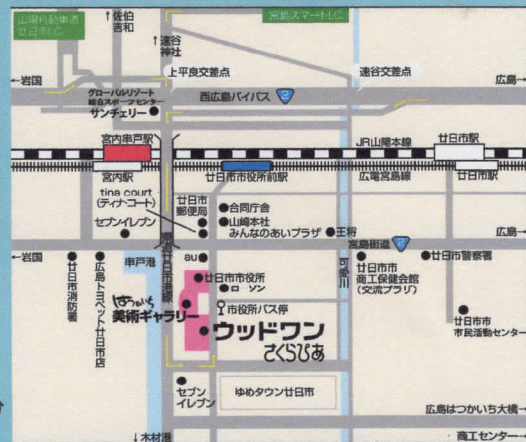 山陽自動車道
廿日市I.C.
↑佐伯
吉和
宮島スマートI.C.
↑速谷
神社
上平良交差点
速谷交差点
←岩国
広島→
西広島バイパス
2
グローバルリゾート
総合スポーツセンター
サンチェリー
宮内串戸駅
JR山陽本線
廿日市駅
宮内駅
廿日市市役所前駅
広電宮島線
廿日市駅
tina court
(ティナ・コート)
廿日市
郵便局
合同庁舎
山崎本社
みんなのあいプラザ
王将
セブンイレブン
広島→
宮島街道
2
←岩国
串戸港
au
可愛川
廿日市市
商工保健会館
(交流プラザ)
廿日市警察署
廿日市消防署
広島トヨペット廿日市店
廿日市港線
廿日市市役所
ローソン
はつかいち
美術ギャラリー
市役所バス停
ウッドワン
さくらぴあ
廿日市市
市民活動センター
セブン
イレブン
ゆめタウン廿日市
広島はつかいち大橋→
↓木材港
商工センター→